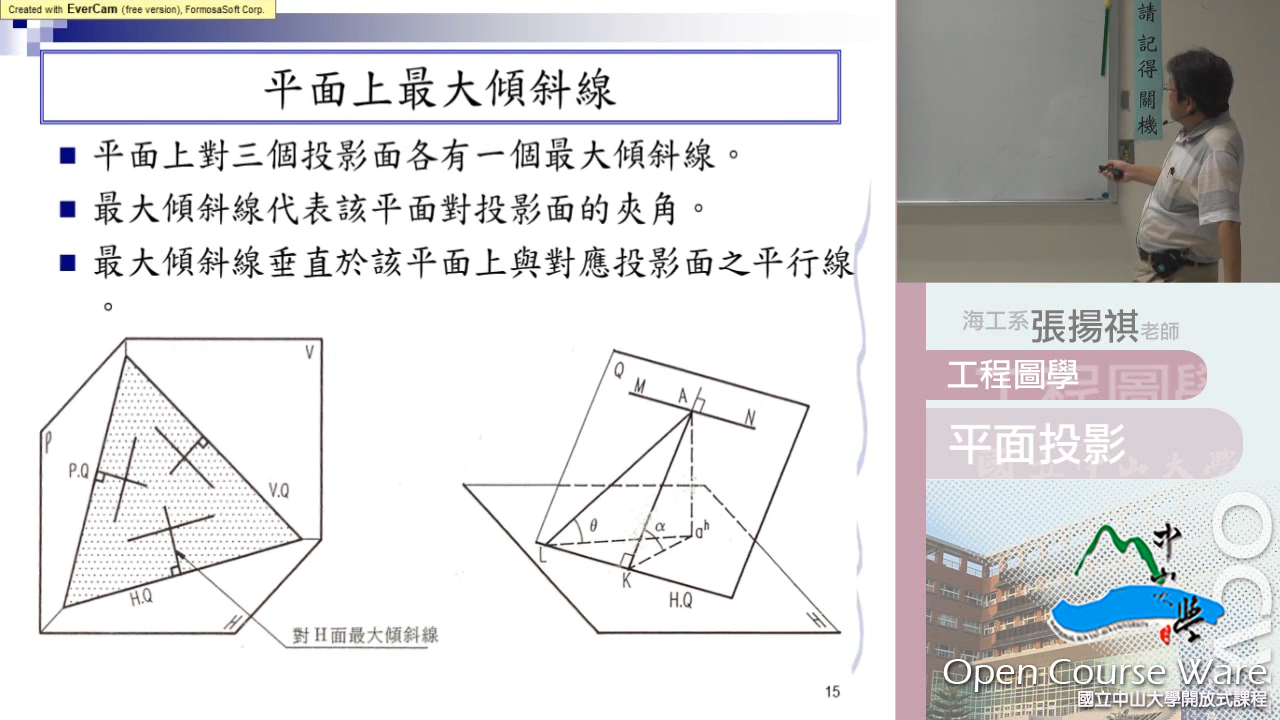 Created with EverCam (free version), FormosaSoft Corp.
平面上最大傾斜線
平面上對三個投影面各有一個最大傾斜線。
最大傾斜線代表該平面對投影面的夾角。
最大傾斜線垂直於該平面上與對應投影面之平行線
。
V
P
P.Q
V.Q
H.Q
H
對H面最大傾斜線
Q
M
A
N
θ
α
aʰ
L
K
H.Q
H
15
請記得關機
海工系張揚祺老師
工程圖學
平面投影
中山大學
Open Course Ware
國立中山大學開放式課程